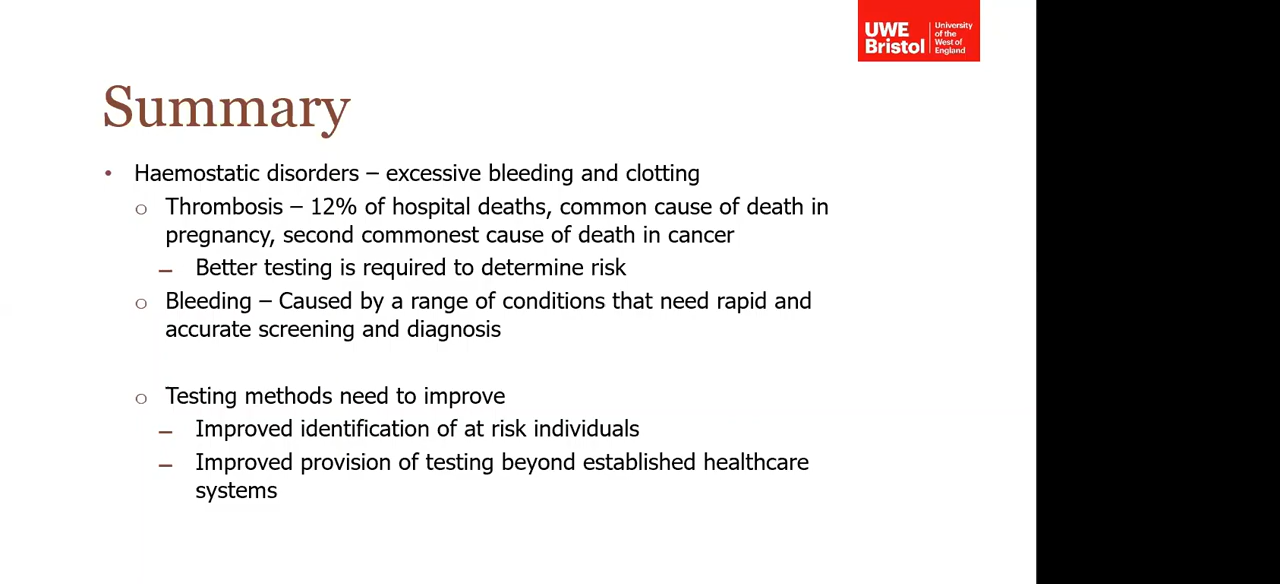 UWE
Bristol
University
of the
West of
England
Summary
• Haemostatic disorders – excessive bleeding and clotting
o Thrombosis – 12% of hospital deaths, common cause of death in
pregnancy, second commonest cause of death in cancer
– Better testing is required to determine risk
o Bleeding – Caused by a range of conditions that need rapid and
accurate screening and diagnosis
o Testing methods need to improve
– Improved identification of at risk individuals
– Improved provision of testing beyond established healthcare
systems